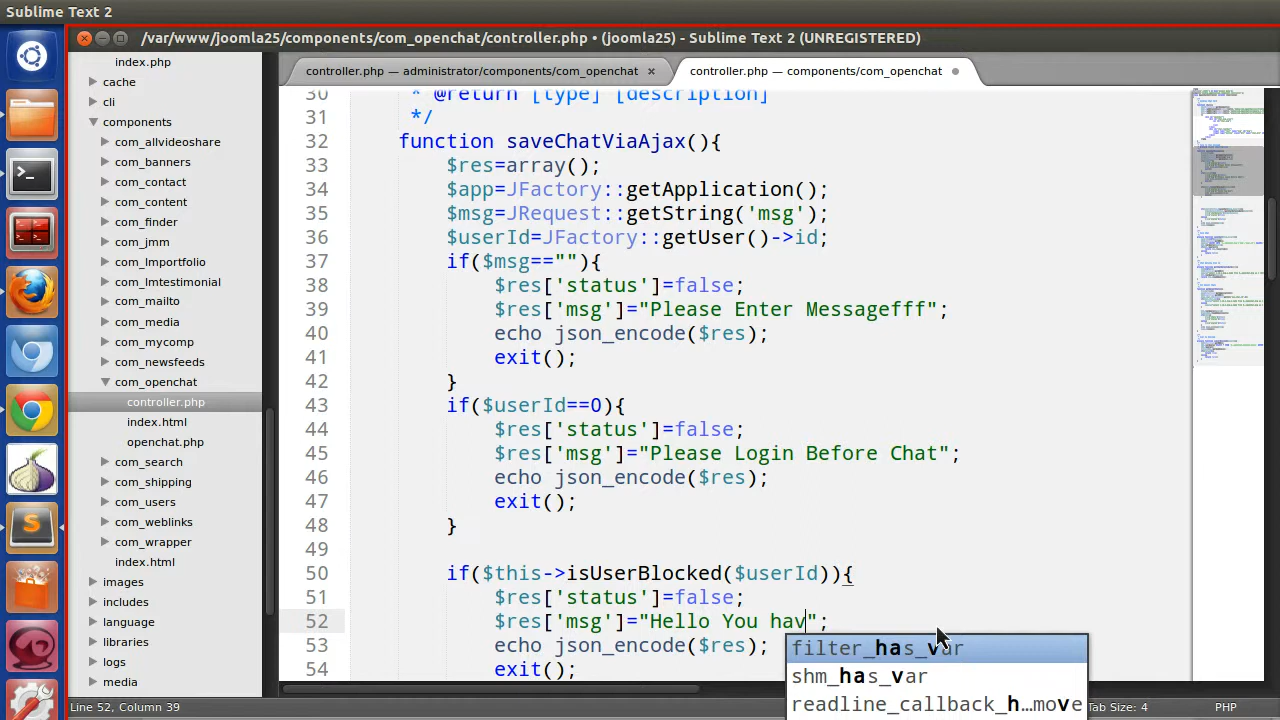 Sublime Text 2
/var/www/joomla25/components/com_openchat/controller.php • (joomla25) - Sublime Text 2 (UNREGISTERED)
controller.php — administrator/components/com_openchat ×
controller.php — components/com_openchat
index.php
cache
cli
components
com_allvideoshare
com_banners
com_contact
com_content
com_finder
com_jmm
com_lmportfolio
com_lmtestimonial
com_mailto
com_media
com_mycomp
com_newsfeeds
com_openchat
controller.php
index.html
openchat.php
com_search
com_shipping
com_users
com_weblinks
com_wrapper
index.html
images
includes
language
libraries
logs
media
30 * @return [type] [description]
31 */
32 function saveChatViaAjax(){
33 $res=array();
34 $app=JFactory::getApplication();
35 $msg=JRequest::getString('msg');
36 $userId=JFactory::getUser()->id;
37 if($msg==""){
38 $res['status']=false;
39 $res['msg']="Please Enter Messagefff";
40 echo json_encode($res);
41 exit();
42 }
43 if($userId==0){
44 $res['status']=false;
45 $res['msg']="Please Login Before Chat";
46 echo json_encode($res);
47 exit();
48 }
49
50 if($this->isUserBlocked($userId)){
51 $res['status']=false;
52 $res['msg']="Hello You hav";
53 echo json_encode($res);
54 exit();
filter_has_var
shm_has_var
readline_callback_h…move
Line 52, Column 39
Tab Size: 4
PHP